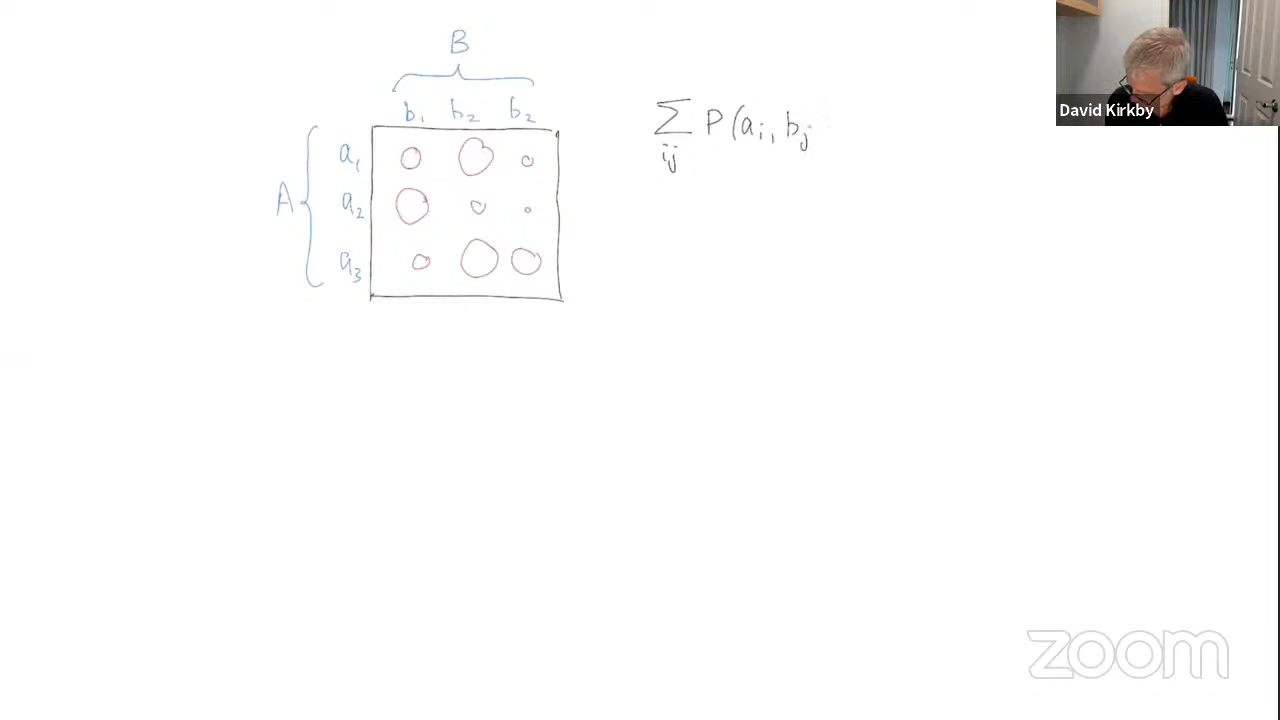 B
b₁ b₂ b₂
A
a₁
a₂
a₃
∑ij P(ai, bj
David Kirkby
zoom